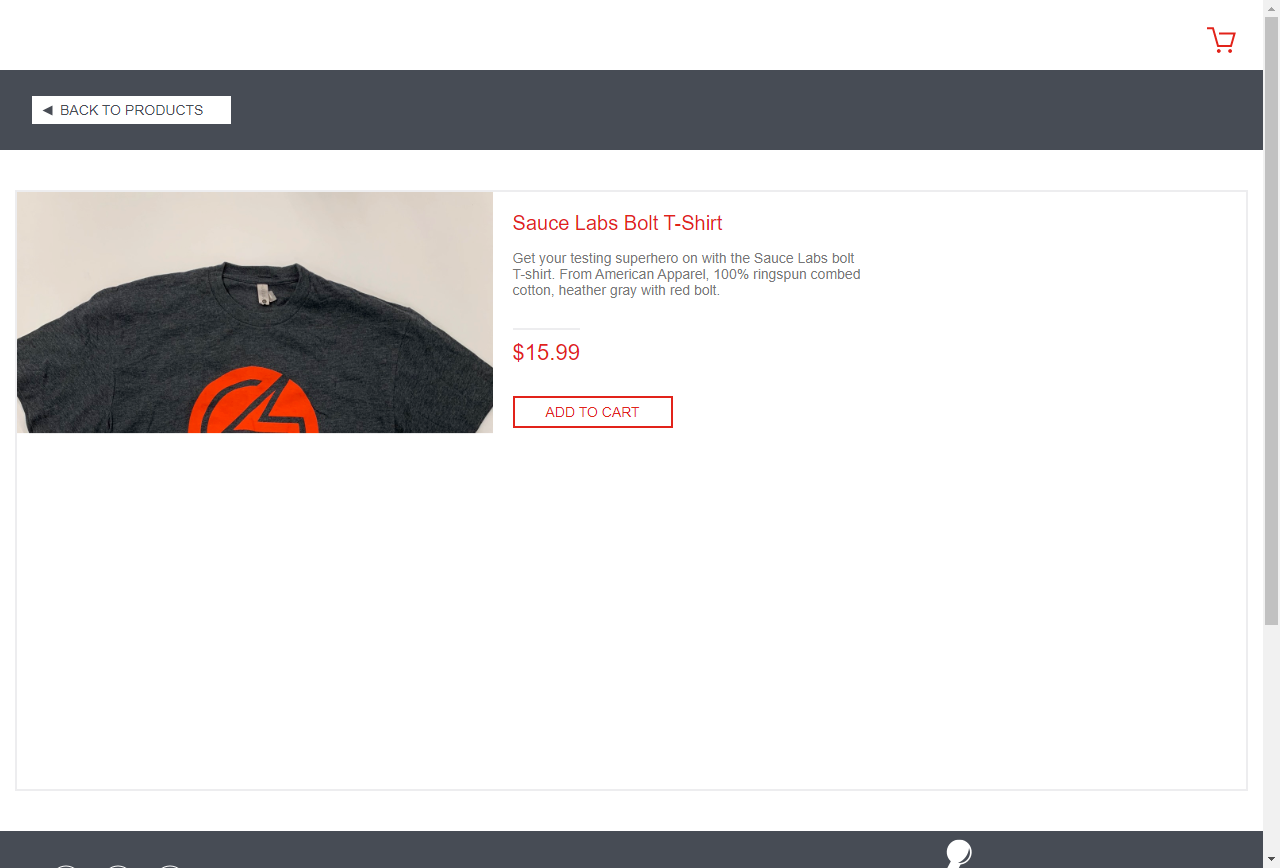 ◄ BACK TO PRODUCTS
Sauce Labs Bolt T-Shirt
Get your testing superhero on with the Sauce Labs bolt
T-shirt. From American Apparel, 100% ringspun combed
cotton, heather gray with red bolt.
$15.99
ADD TO CART